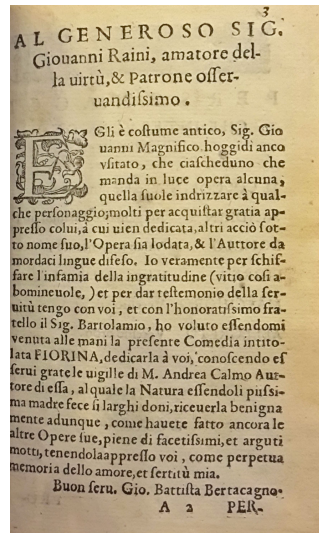 3
AL GENEROSO SIG.
Giouanni Raini, amatore del-
la uirtù, & Patrone osser-
uandissimo.
EGli è costume antico, Sig. Gio
uanni Magnifico hoggidi anco
vsitato, che ciascheduno che
manda in luce opera alcuna,
quella suole indrizzare à qual-
che personaggio; molti per acquistar gratia ap-
presso colui, à cui uien dedicata, altri acciò sot-
to nome suo, l'Opera sia lodata, & l'Auttore da
mordaci lingue difeso. Io veramente per schif-
fare l'infamia della ingratitudine (vitio cosi a-
bomineuole,) et per dar testemonio della ser-
uitù tengo con voi, et con l'honoratissimo fra-
tello il Sig. Bartolamio, ho voluto essendomi
venuta alle mani la presente Comedia intito-
lata FIORINA, dedicarla à voi, conoscendo es
serui grate le uigille di M. Andrea Calmo Aut-
tore di essa, al quale la Natura essendoli pijssi-
ma madre fece si larghi doni, riceuerla benigna
mente adunque, come hauete fatto ancora le
altre Opere sue, piene di facetissimi, et arguti
motti, tenendola appresso voi, come perpetua
memoria dello amore, et sertitù mia.
Buon seru. Gio. Battista Bertacagno.
A 2 PER-